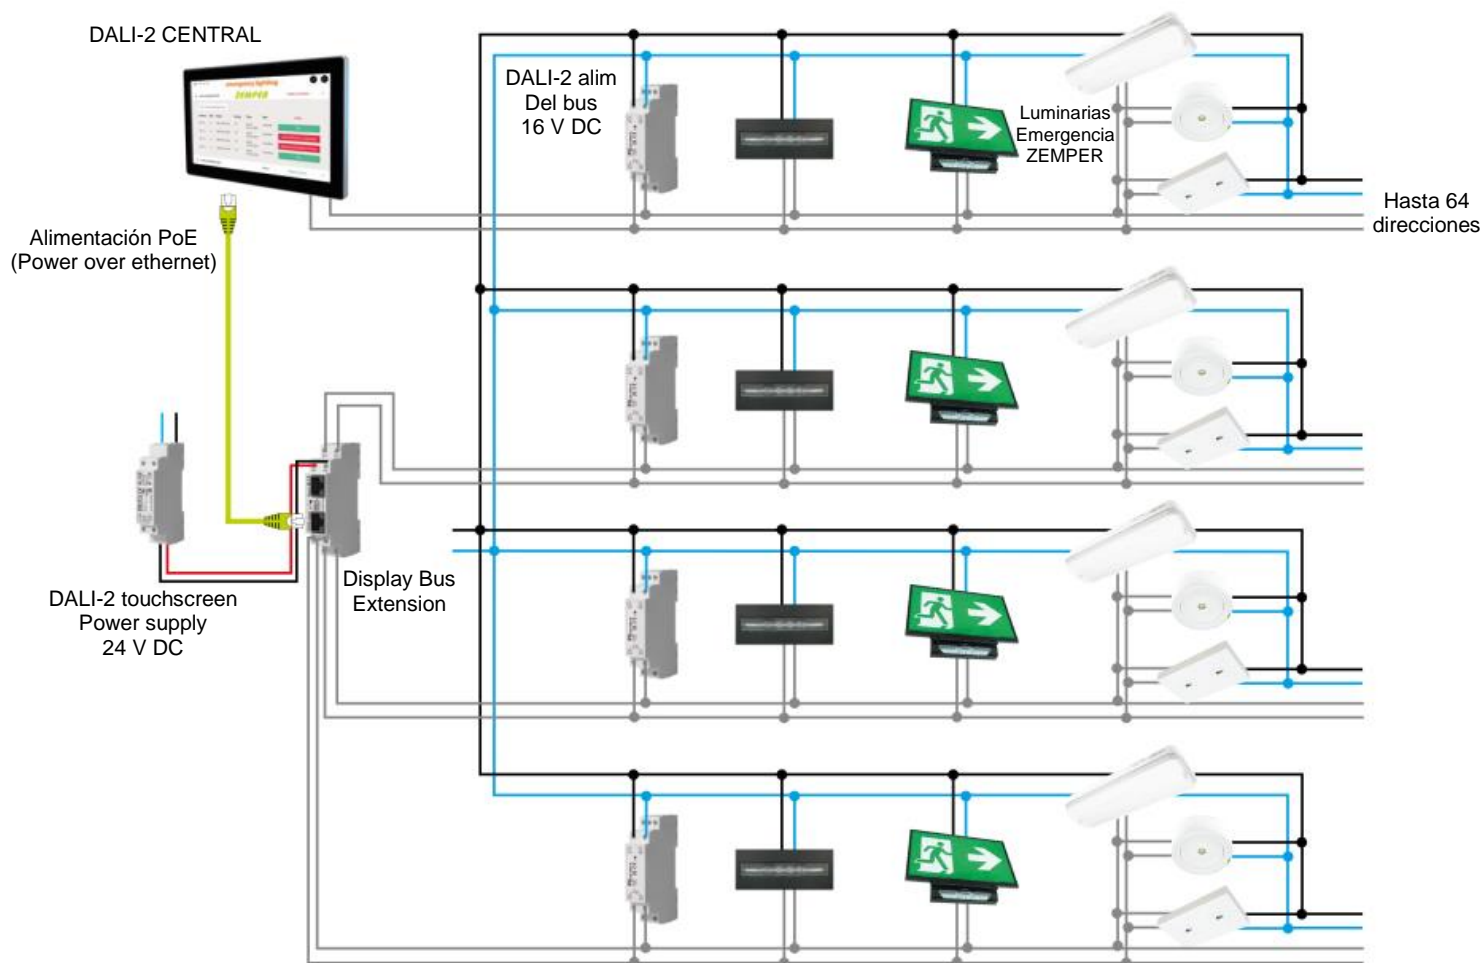 DALI-2 CENTRAL
ZEMPER
Alimentación PoE
(Power over ethernet)
DALI-2 alim
Del bus
16 V DC
Luminarias
Emergencia
ZEMPER
Hasta 64
direcciones
Display Bus
Extension
DALI-2 touchscreen
Power supply
24 V DC